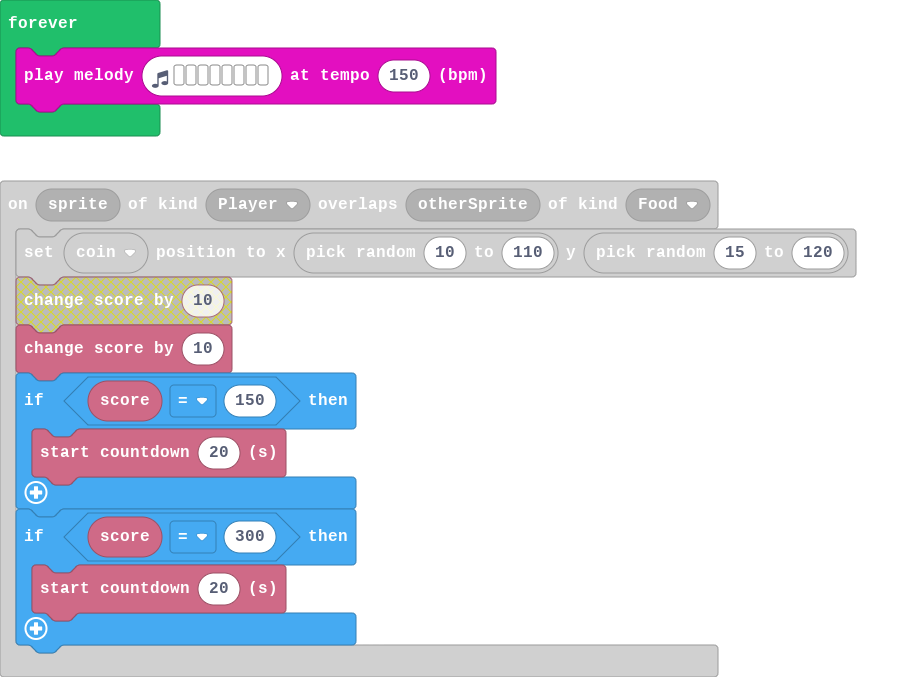 forever
play melody at tempo 150 (bpm)
on sprite of kind Player overlaps otherSprite of kind Food
set coin position to x pick random 10 to 110 y pick random 15 to 120
change score by 10
change score by 10
if score = 150 then
start countdown 20 (s)
if score = 300 then
start countdown 20 (s)